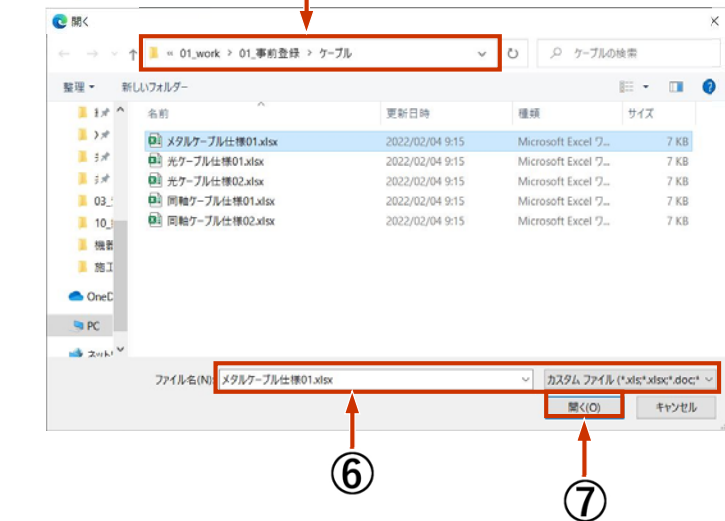 開く
« 01_work > 01_事前登録 > ケーブル
ケーブルの検索
整理
新しいフォルダー
名前
更新日時
種類
サイズ
メタルケーブル仕様01.xlsx 2022/02/04 9:15 Microsoft Excel ワ... 7 KB
光ケーブル仕様01.xlsx 2022/02/04 9:15 Microsoft Excel ワ... 7 KB
光ケーブル仕様02.xlsx 2022/02/04 9:15 Microsoft Excel ワ... 7 KB
同軸ケーブル仕様01.xlsx 2022/02/04 9:15 Microsoft Excel ワ... 7 KB
同軸ケーブル仕様02.xlsx 2022/02/04 9:15 Microsoft Excel ワ... 7 KB
03_
10_
機器
施工
OneD
PC
ファイル名(N): メタルケーブル仕様01.xlsx
カスタム ファイル (*.xls;*.xlsx;*.doc;*
開く(O)
キャンセル
⑥
⑦